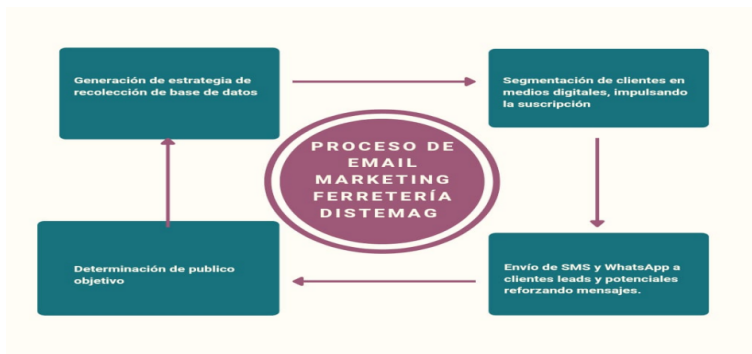 Generación de estrategia de
recolección de base de datos
Segmentación de clientes en
medios digitales, impulsando
la suscripción
PROCESO DE
EMAIL
MARKETING
FERRETERÍA
DISTEMAG
Determinación de publico
objetivo
Envío de SMS y WhatsApp a
clientes leads y potenciales
reforzando mensajes.